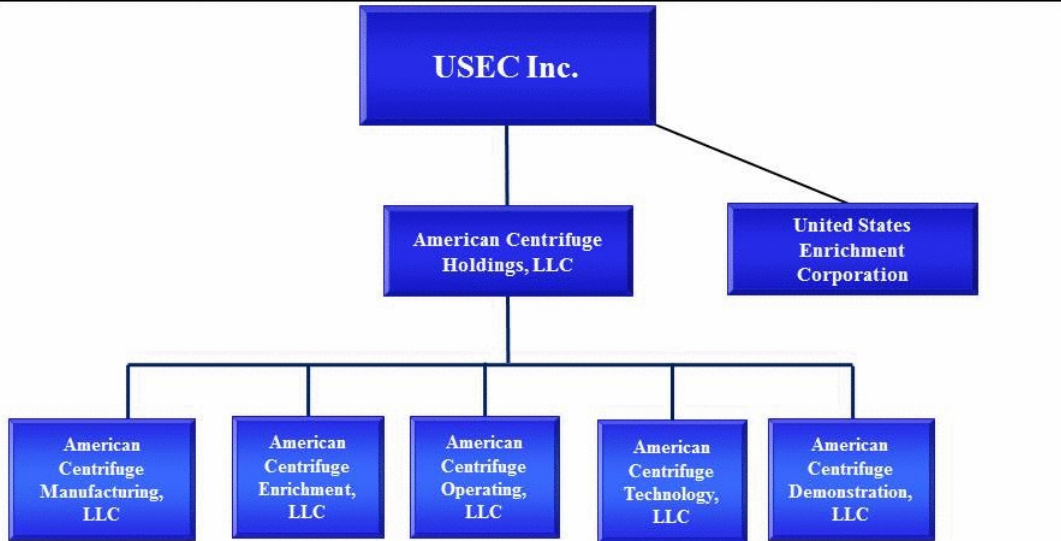 USEC Inc.
American Centrifuge
Holdings, LLC
United States
Enrichment
Corporation
American
Centrifuge
Manufacturing,
LLC
American
Centrifuge
Enrichment,
LLC
American
Centrifuge
Operating,
LLC
American
Centrifuge
Technology,
LLC
American
Centrifuge
Demonstration,
LLC